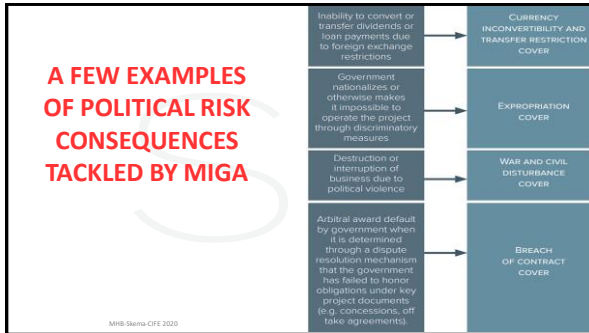 A FEW EXAMPLES
OF POLITICAL RISK
CONSEQUENCES
TACKLED BY MIGA
MHB-Skema-CIFE 2020
Inability to convert or
transfer dividends or
loan payments due
to foreign exchange
restrictions
CURRENCY
INCONVERTIBILITY AND
TRANSFER RESTRICTION
COVER
Government
nationalizes or
otherwise makes
it impossible to
operate the project
through discriminatory
measures
EXPROPRIATION
COVER
Destruction or
interruption of
business due to
political violence
WAR AND CIVIL
DISTURBANCE
COVER
Arbitral award default
by government when
it is determined
through a dispute
resolution mechanism
that the government
has failed to honor
obligations under key
project documents
(e.g. concessions, off
take agreements).
BREACH
OF CONTRACT
COVER